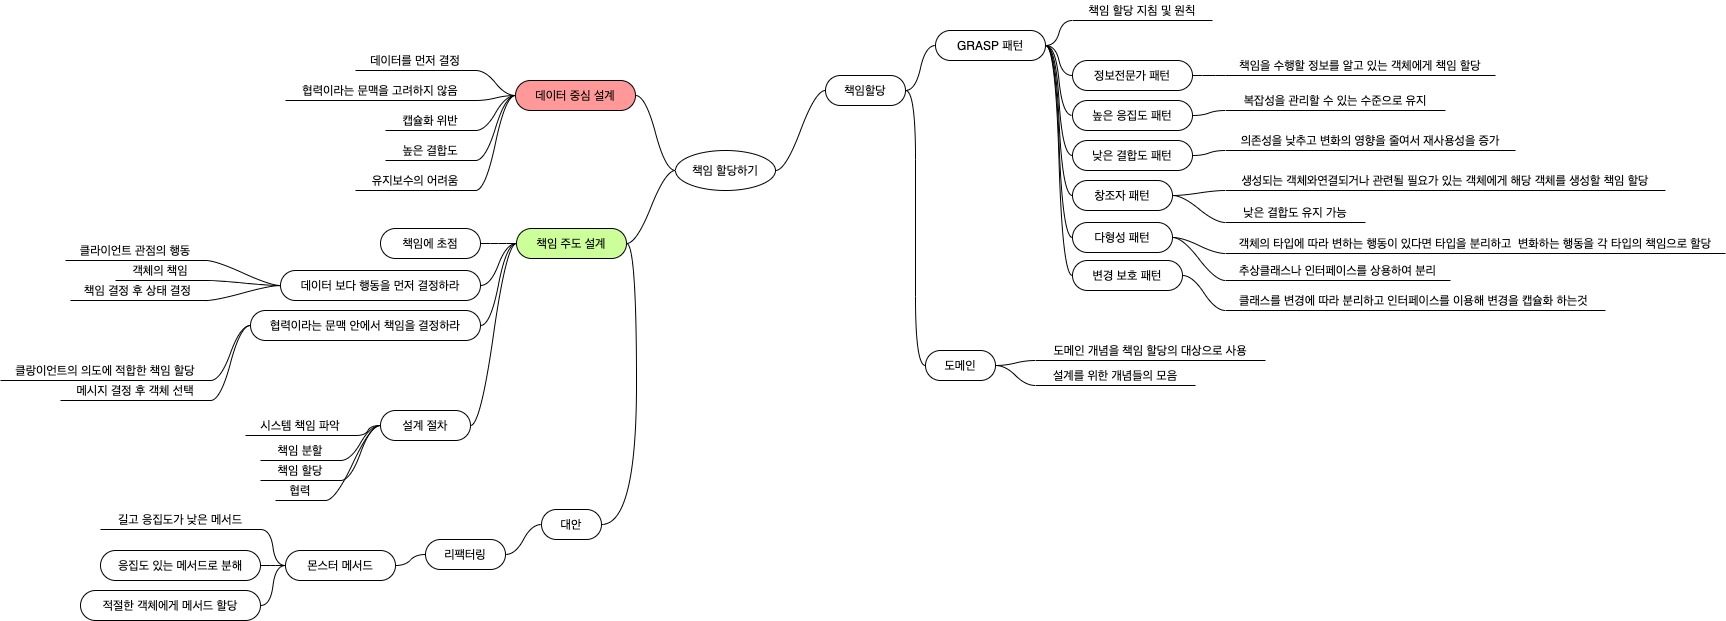 책임 할당하기
데이터 중심 설계
데이터를 먼저 결정
협력이라는 문맥을 고려하지 않음
캡슐화 위반
높은 결합도
유지보수의 어려움
책임 주도 설계
책임에 초점
데이터 보다 행동을 먼저 결정하라
클라이언트 관점의 행동
객체의 책임
책임 결정 후 상태 결정
협력이라는 문맥 안에서 책임을 결정하라
클랑이언트의 의도에 적합한 책임 할당
메시지 결정 후 객체 선택
설계 절차
시스템 책임 파악
책임 분할
책임 할당
협력
대안
리팩터링
몬스터 메서드
길고 응집도가 낮은 메서드
응집도 있는 메서드로 분해
적절한 객체에게 메서드 할당
책임할당
GRASP 패턴
책임 할당 지침 및 원칙
정보전문가 패턴
책임을 수행할 정보를 알고 있는 객체에게 책임 할당
높은 응집도 패턴
복잡성을 관리할 수 있는 수준으로 유지
낮은 결합도 패턴
의존성을 낮추고 변화의 영향을 줄여서 재사용성을 증가
창조자 패턴
생성되는 객체와연결되거나 관련될 필요가 있는 객체에게 해당 객체를 생성할 책임 할당
낮은 결합도 유지 가능
다형성 패턴
객체의 타입에 따라 변하는 행동이 있다면 타입을 분리하고 변화하는 행동을 각 타입의 책임으로 할당
추상클래스나 인터페이스를 상용하여 분리
변경 보호 패턴
클래스를 변경에 따라 분리하고 인터페이스를 이용해 변경을 캡슐화 하는것
도메인
도메인 개념을 책임 할당의 대상으로 사용
설계를 위한 개념들의 모음